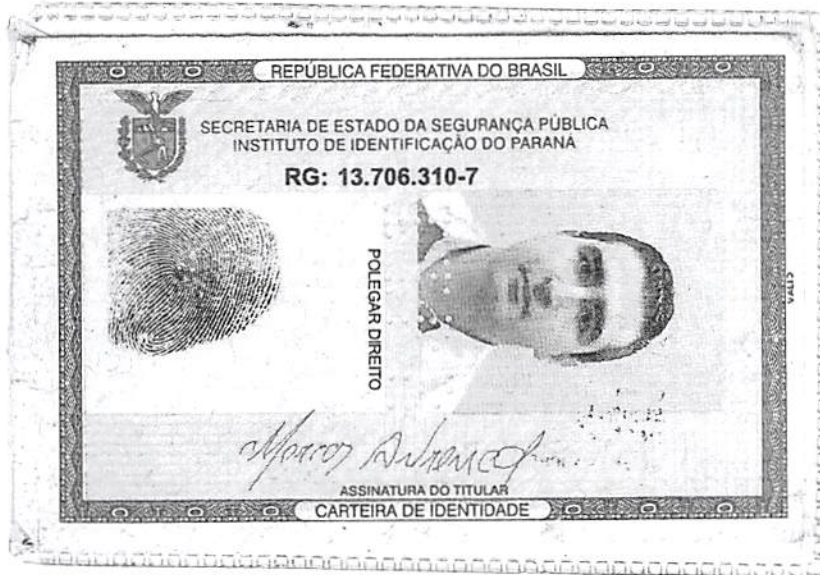 REPÚBLICA FEDERATIVA DO BRASIL
SECRETARIA DE ESTADO DA SEGURANÇA PÚBLICA
INSTITUTO DE IDENTIFICAÇÃO DO PARANÁ
RG: 13.706.310-7
POLEGAR DIREITO
Marcos
ASSINATURA DO TITULAR
CARTEIRA DE IDENTIDADE